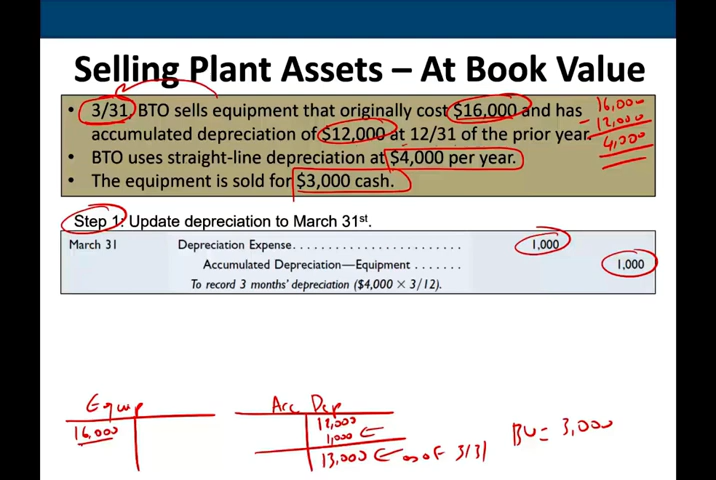 Selling Plant Assets – At Book Value
• 3/31, BTO sells equipment that originally cost $16,000 and has
accumulated depreciation of $12,000 at 12/31 of the prior year.
• BTO uses straight-line depreciation at $4,000 per year.
• The equipment is sold for $3,000 cash.
16,000
- 12,000
4,000
Step 1: Update depreciation to March 31st.
March 31 Depreciation Expense . . . . . . . . . . . . . . . . . . . . . . . . 1,000
Accumulated Depreciation—Equipment . . . . . . . 1,000
To record 3 months' depreciation ($4,000 × 3/12).
Equip
16,000
Acc Dep
12,000
1,000 ←
13,000 ← as of 3/31
BV = 3,000